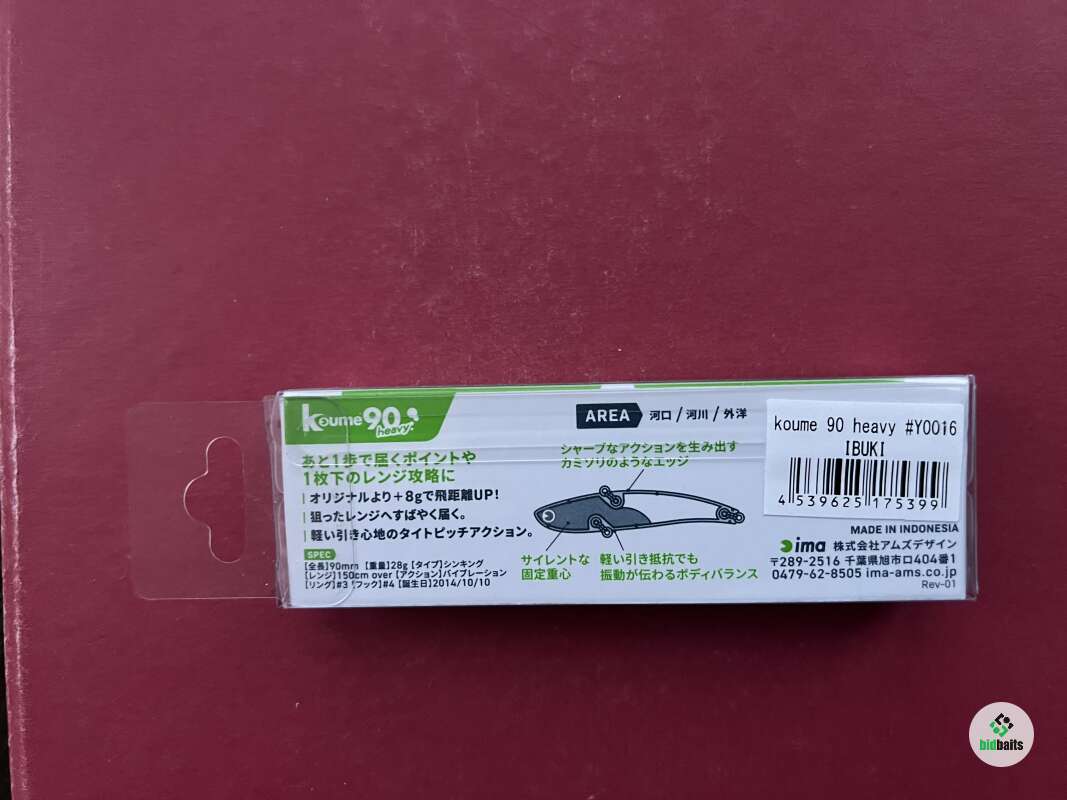 koume 90 heavy
AREA 河口 / 河川 / 外洋
koume 90 heavy #Y0016
IBUKI
4 539625 175399
あと1歩で届くポイントや
1枚下のレンジ攻略に
オリジナルより+8gで飛距離UP!
狙ったレンジへすばやく届く。
軽い引き心地のタイトピッチアクション。
SPEC
【全長】90mm 【重量】28g 【タイプ】シンキング
【レンジ】150cm over 【アクション】バイブレーション
【リング】#3 【フック】#4 【誕生日】2014/10/10
シャープなアクションを生み出す
カミソリのようなエッジ
サイレントな
固定重心
軽い引き抵抗でも
振動が伝わるボディバランス
MADE IN INDONESIA
ima 株式会社アムズデザイン
〒289-2516 千葉県旭市ロ404番1
0479-62-8505 ima-ams.co.jp
Rev-01
bidbaits